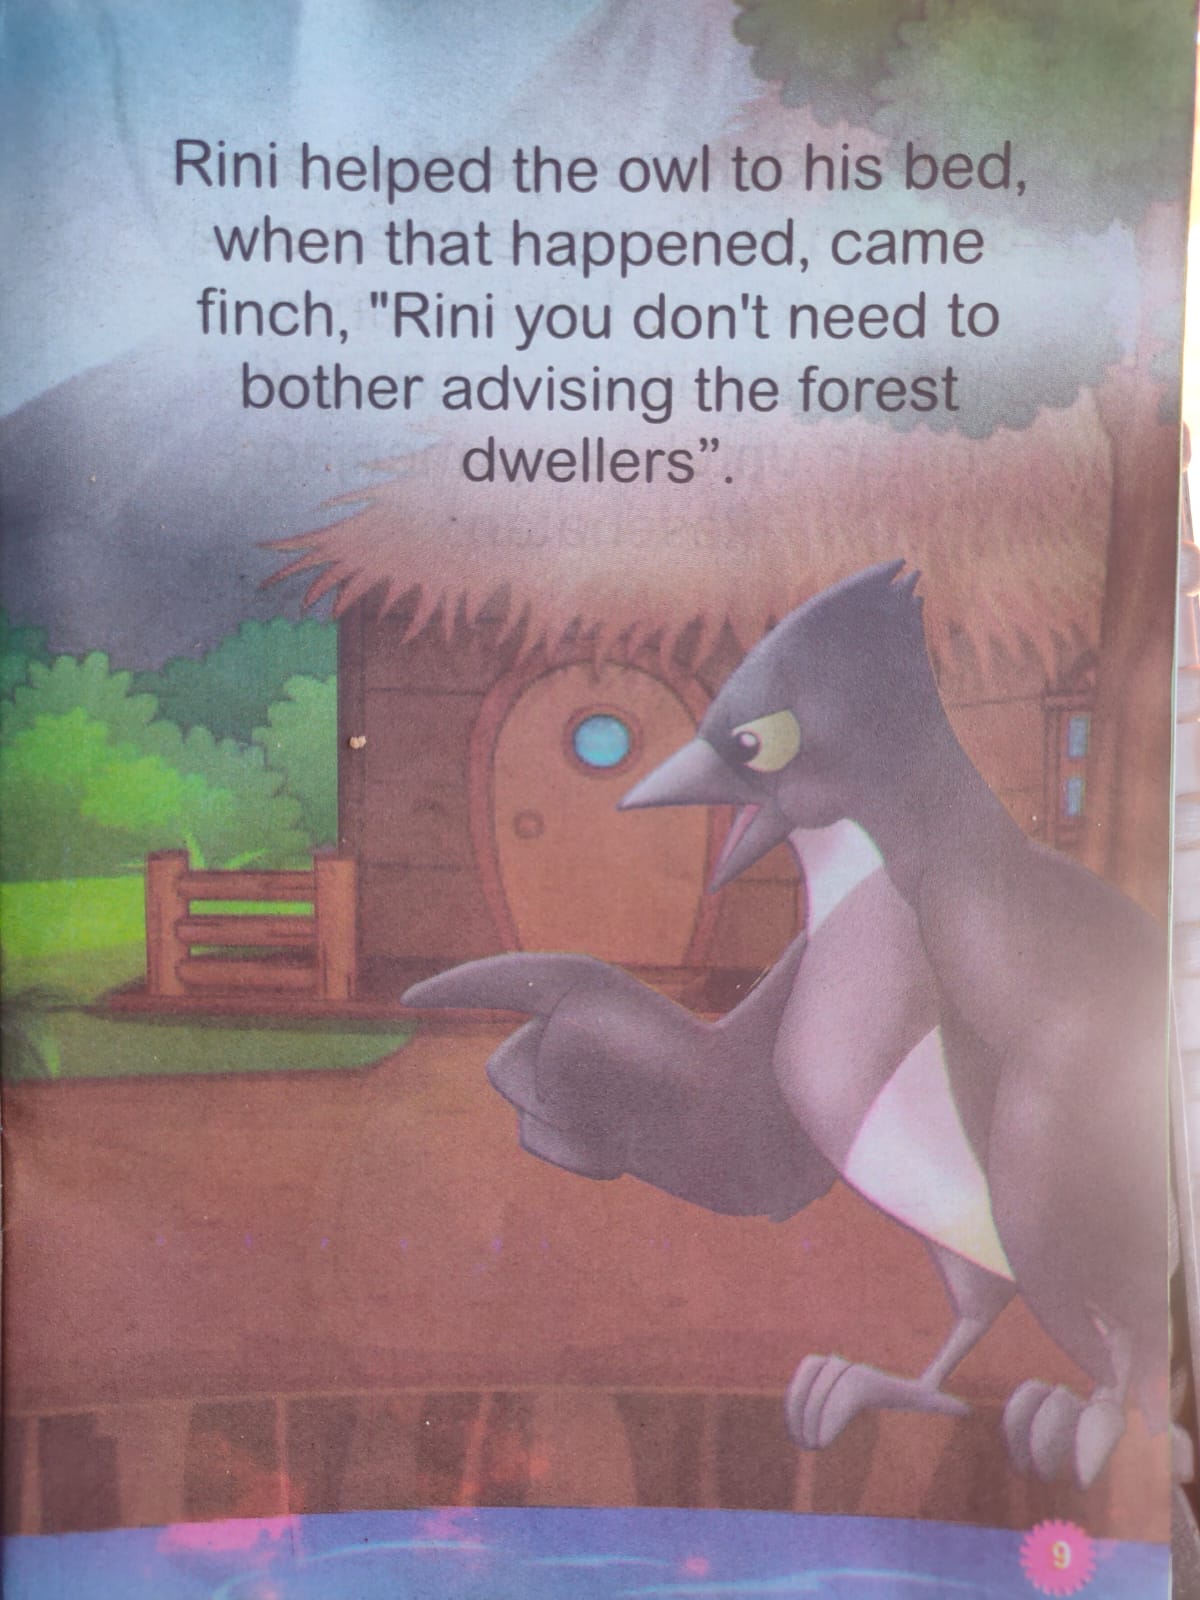 Rini helped the owl to his bed,
when that happened, came
finch, "Rini you don't need to
bother advising the forest
dwellers”.
9